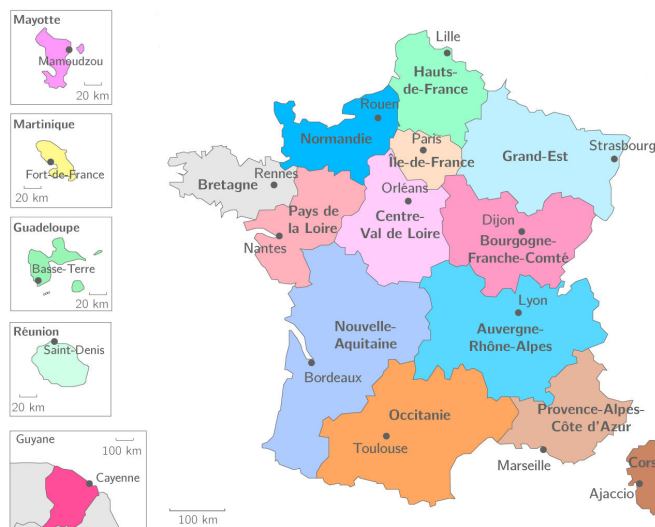 Mayotte
Mamoudzou
20 km
Martinique
Fort-de-France
20 km
Guadeloupe
Basse-Terre
20 km
Réunion
Saint-Denis
20 km
Guyane
100 km
Cayenne
Lille
Hauts-
de-France
Rouen
Normandie
Paris
Île-de-France
Grand-Est
Strasbourg
Rennes
Bretagne
Pays de
la Loire
Nantes
Orléans
Centre-
Val de Loire
Dijon
Bourgogne-
Franche-Comté
Nouvelle-
Aquitaine
Bordeaux
Lyon
Auvergne-
Rhône-Alpes
Occitanie
Toulouse
Provence-Alpes-
Côte d'Azur
Marseille
Cors
Ajaccio
100 km